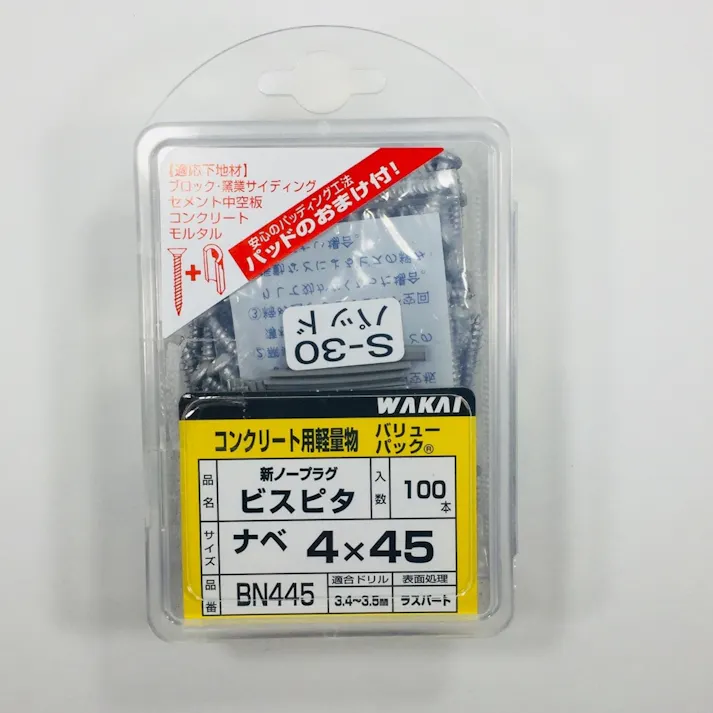 【適応下地材】
ブロック・窯業サイディング
セメント中空板
コンクリート
モルタル
安心のパッディング工法
パッドのおまけ付!
S-30
パッド
WAKAI
コンクリート用軽量物 バリューパック®
品名 新ノープラグ ビスピタ 入数 100本
サイズ ナベ 4×45
品番 BN445 適合ドリル 3.4~3.5mm 表面処理 ラスパート